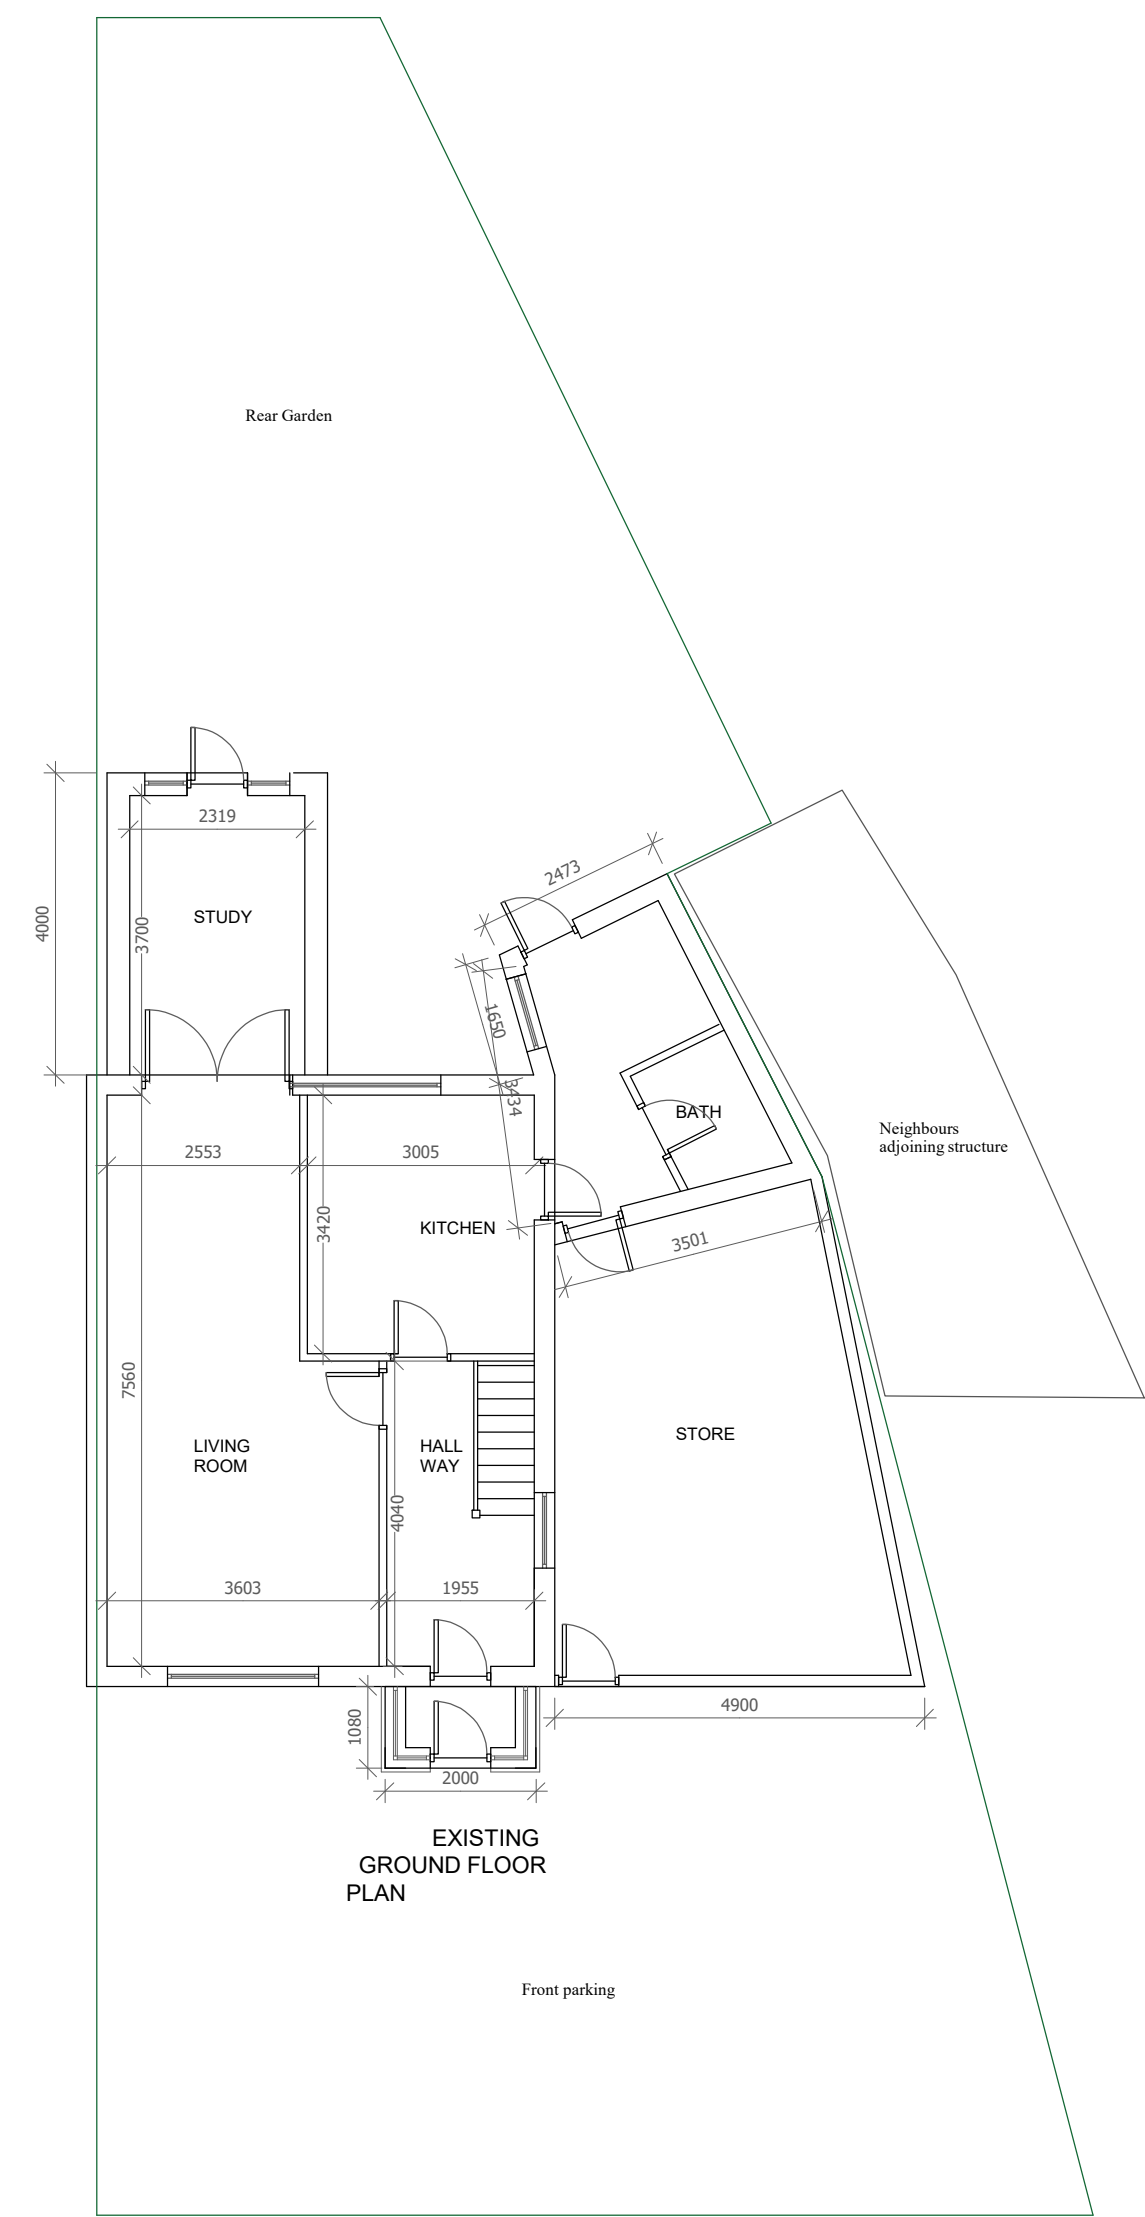 Rear Garden
2319
STUDY
4000
3700
2473
1650
3434
BATH
Neighbours
adjoining structure
2553
3005
3420
KITCHEN
3501
7560
LIVING
ROOM
HALL
WAY
STORE
4040
3603
1955
4900
1080
2000
EXISTING
GROUND FLOOR
PLAN
Front parking